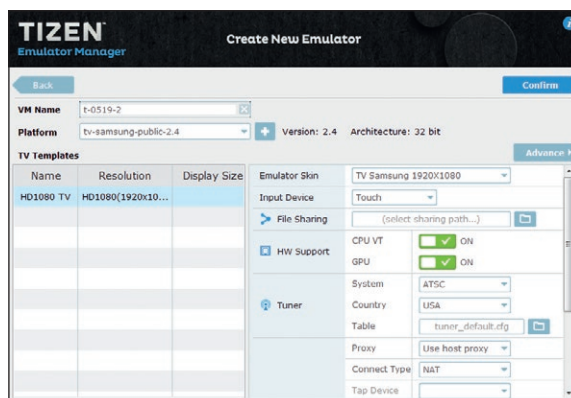 TIZEN
Emulator Manager
Create New Emulator
Back
Confirm
VM Name
t-0519-2
Platform
tv-samsung-public-2.4
Version: 2.4
Architecture: 32 bit
TV Templates
Advance
Name
Resolution
Display Size
HD1080 TV
HD1080(1920x10...
Emulator Skin
TV Samsung 1920X1080
Input Device
Touch
File Sharing
(select sharing path...)
HW Support
CPU VT
ON
GPU
ON
Tuner
System
ATSC
Country
USA
Table
tuner_default.cfg
Proxy
Use host proxy
Connect Type
NAT
Tap Device